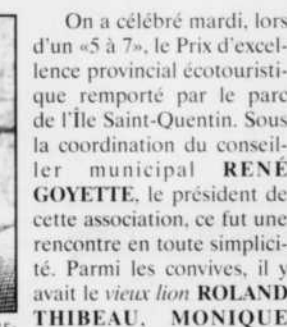 On a célébré mardi, lors
d'un «5 à 7», le Prix d'excel-
lence provincial écotouristi-
que remporté par le parc
de l'Île Saint-Quentin. Sous
la coordination du conseil-
ler municipal RENÉ
GOYETTE, le président de
cette association, ce fut une
rencontre en toute simplici-
té. Parmi les convives, il y
avait le vieux lion ROLAND
THIBEAU, MONIQUE